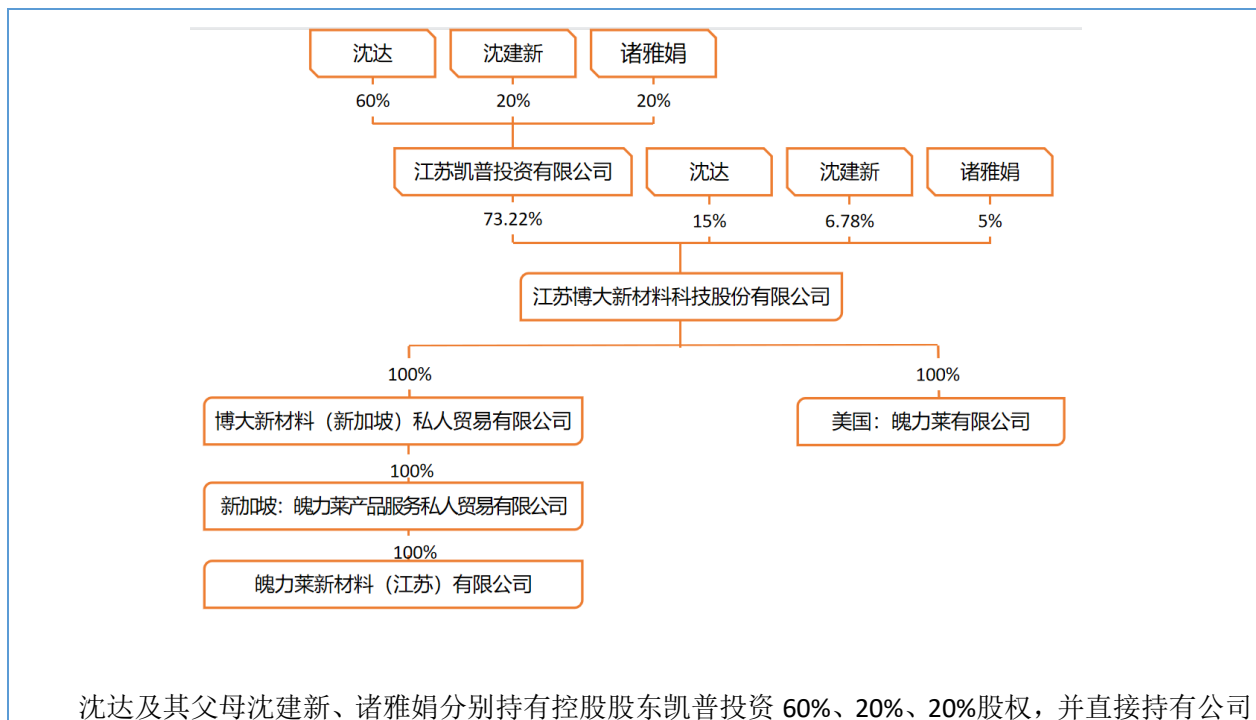 沈达 沈建新 诸雅娟
60% 20% 20%
江苏凯普投资有限公司 沈达 沈建新 诸雅娟
73.22% 15% 6.78% 5%
江苏博大新材料科技股份有限公司
100% 100%
博大新材料（新加坡）私人贸易有限公司 美国：魄力莱有限公司
100%
新加坡：魄力莱产品服务私人贸易有限公司
100%
魄力莱新材料（江苏）有限公司
沈达及其父母沈建新、诸雅娟分别持有控股股东凯普投资 60%、20%、20%股权，并直接持有公司